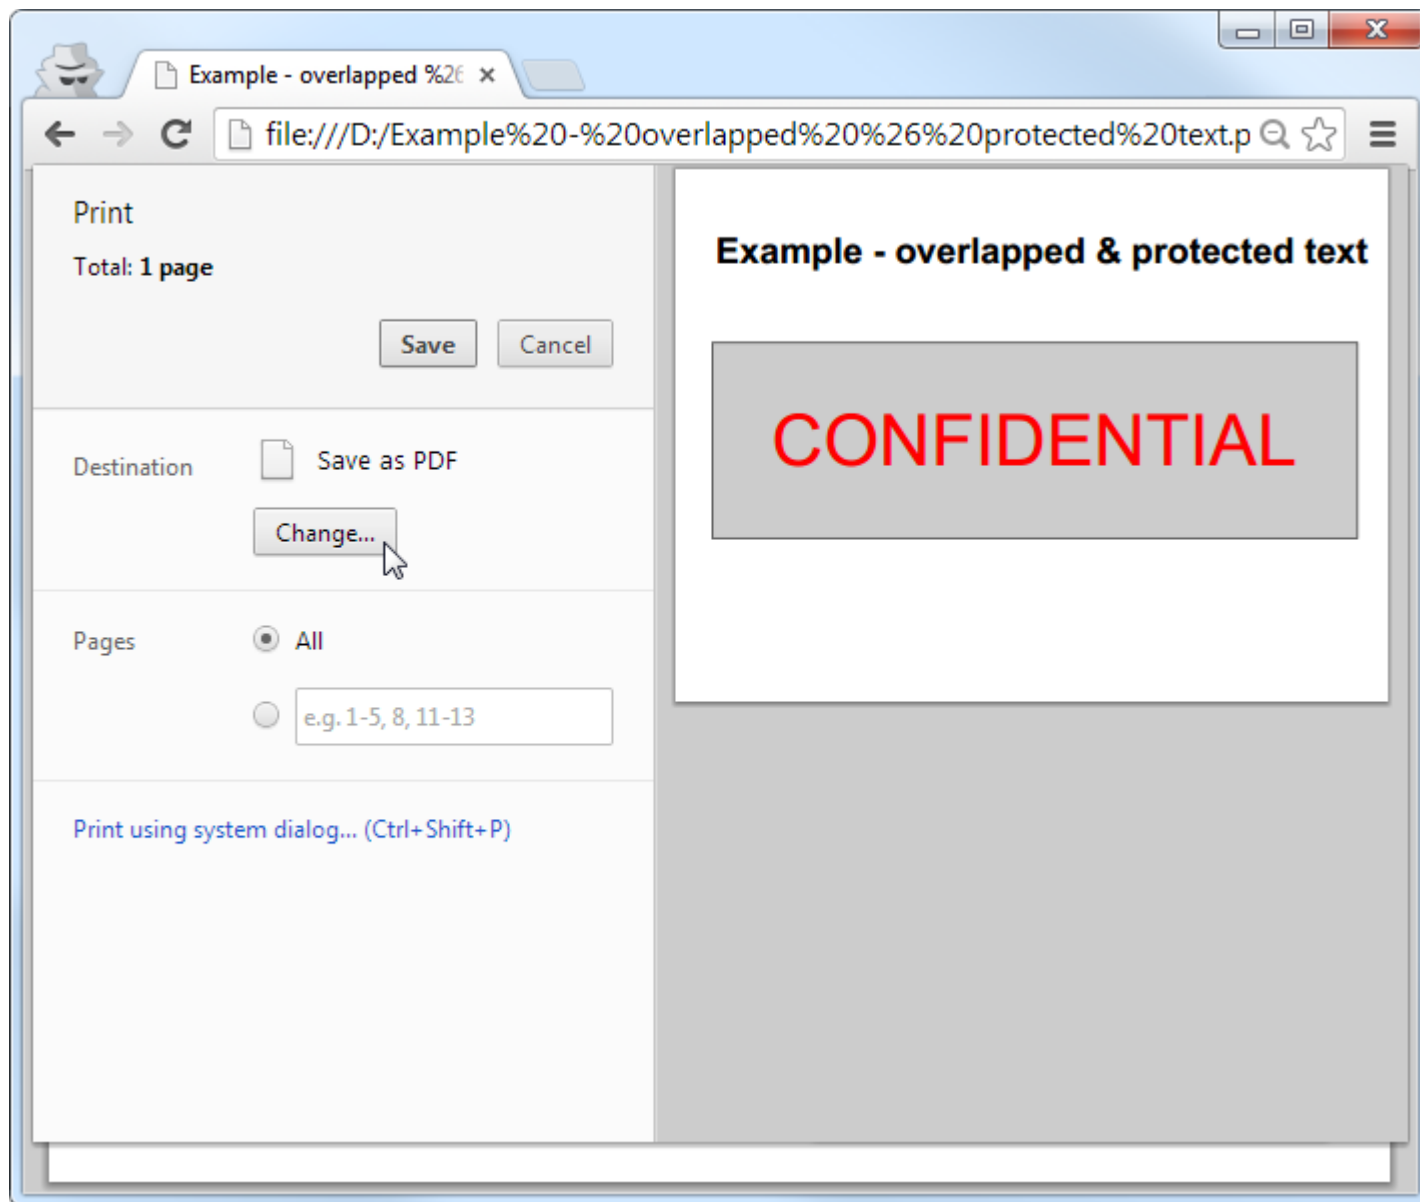 Example - overlapped %26
file:///D:/Example%20-%20overlapped%20%26%20protected%20text.p
Print
Total: 1 page
Save Cancel
Destination Save as PDF
Change...
Pages All
e.g. 1-5, 8, 11-13
Print using system dialog... (Ctrl+Shift+P)
Example - overlapped & protected text
CONFIDENTIAL